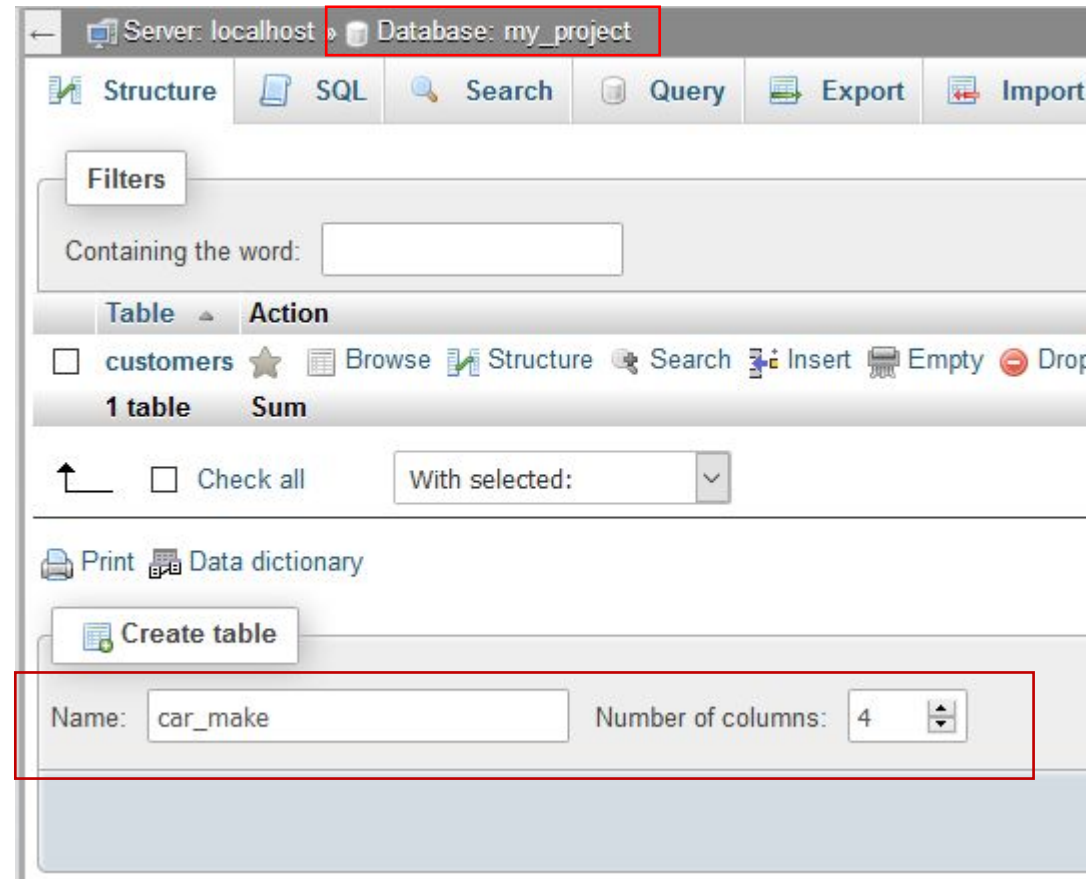 ← Server: localhost » Database: my_project
Structure SQL Search Query Export Import
Filters
Containing the word:
Table Action
customers Browse Structure Search Insert Empty Drop
1 table Sum
Check all With selected:
Print Data dictionary
Create table
Name: car_make Number of columns: 4